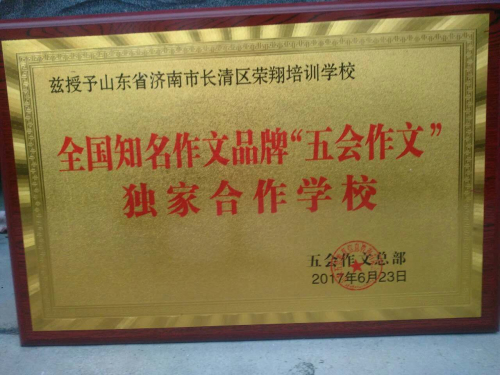 兹授予山东省济南市长清区荣翔培训学校
全国知名作文品牌“五会作文”
独家合作学校
五会作文总部
2017年6月23日